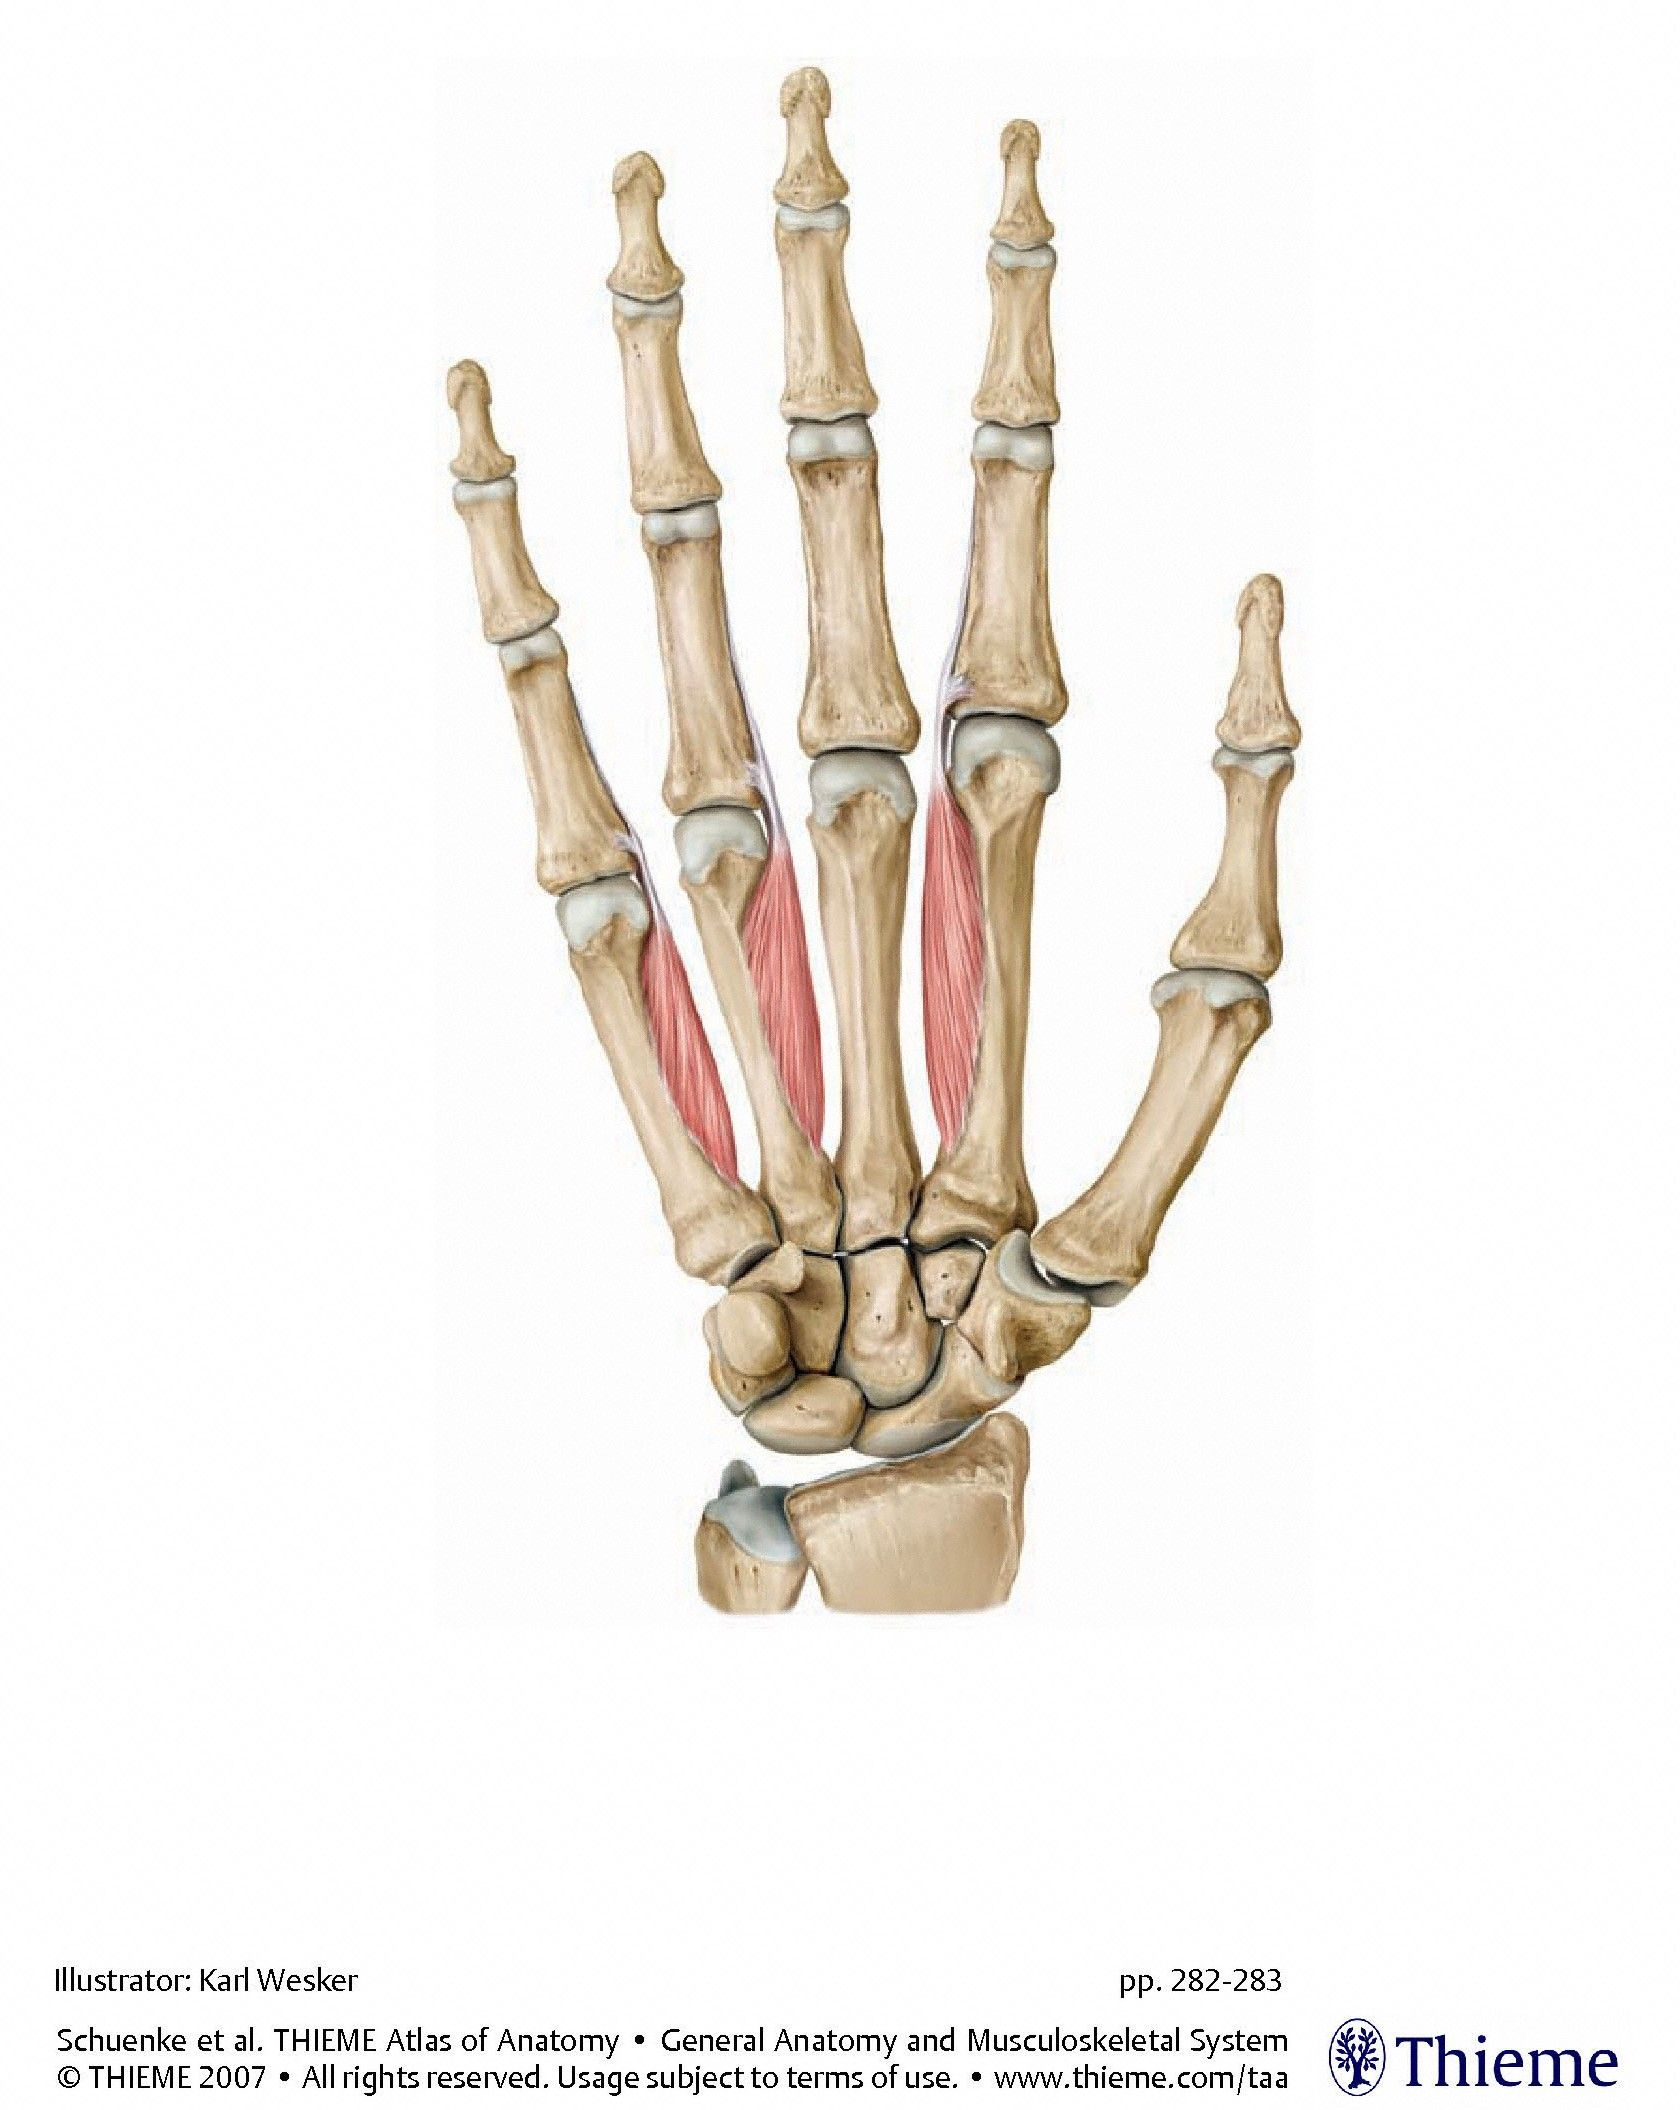 Illustrator: Karl Wesker pp. 282-283
Schuenke et al. THIEME Atlas of Anatomy • General Anatomy and Musculoskeletal System
© THIEME 2007 • All rights reserved. Usage subject to terms of use. • www.thieme.com/taa
Thieme